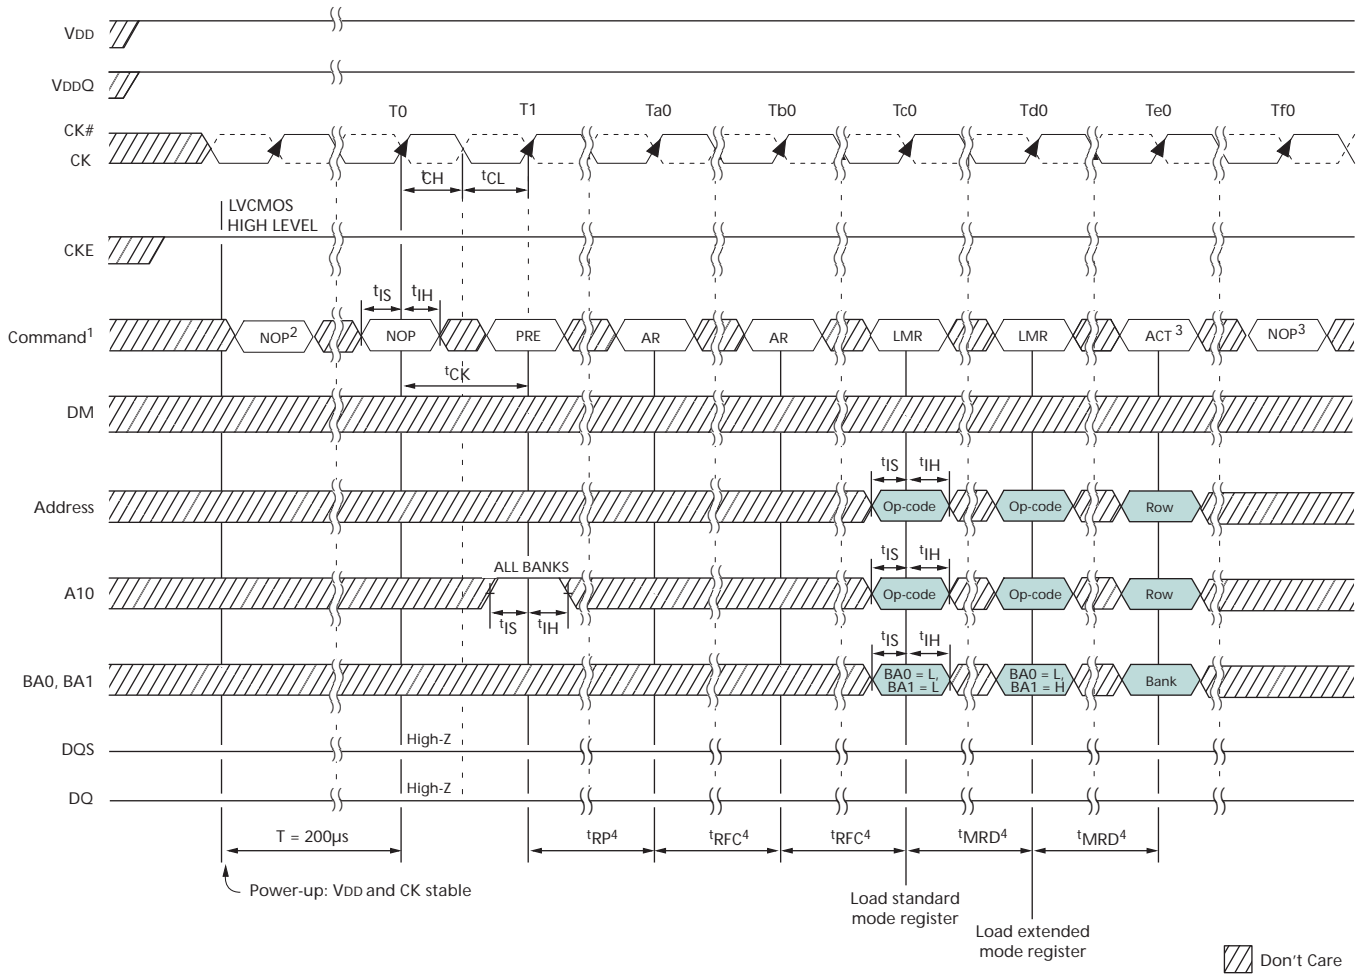 VDD
VDDQ
T0 T1 Ta0 Tb0 Tc0 Td0 Te0 Tf0
CK#
CK
tCH tCL
LVCMOS
HIGH LEVEL
CKE
tIS tIH
Command1 NOP2 NOP PRE AR AR LMR LMR ACT 3 NOP3
tCK
DM
tIS tIH
Address Op-code Op-code Row
ALL BANKS tIS tIH
A10 Op-code Op-code Row
tIS tIH
tIS tIH
BA0, BA1 BA0 = L, BA1 = L BA0 = L, BA1 = H Bank
DQS High-Z
DQ High-Z
T = 200µs tRP4 tRFC4 tRFC4 tMRD4 tMRD4
Power-up: VDD and CK stable
Load standard
mode register
Load extended
mode register
Don't Care